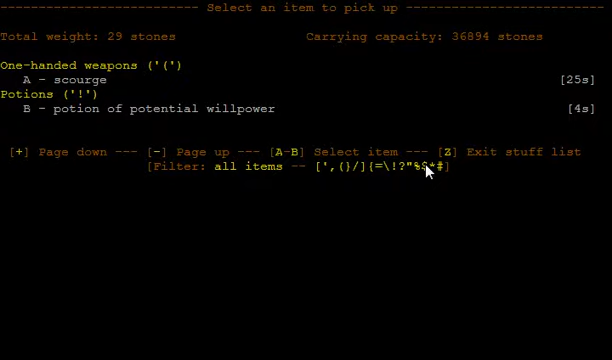 ------------------------- Select an item to pick up -------------------------
Total weight: 29 stones Carrying capacity: 36894 stones
One-handed weapons ('(')
A - scourge [25s]
Potions ('!')
B - potion of potential willpower [4s]
[+] Page down --- [-] Page up --- [A-B] Select item --- [Z] Exit stuff list
[Filter: all items -- [',(}/]{=\!?"%$*#]